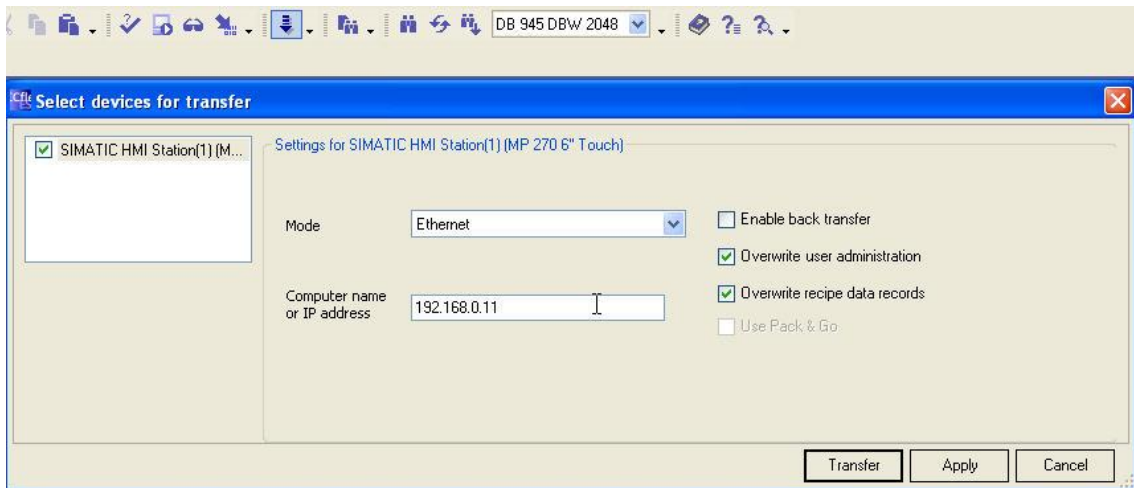 DB 945 DBW 2048
Select devices for transfer
SIMATIC HMI Station(1) (M...
Settings for SIMATIC HMI Station(1) (MP 270 6" Touch)
Mode
Ethernet
Enable back transfer
Overwrite user administration
Computer name
or IP address
192.168.0.11
Overwrite recipe data records
Use Pack & Go
Transfer
Apply
Cancel